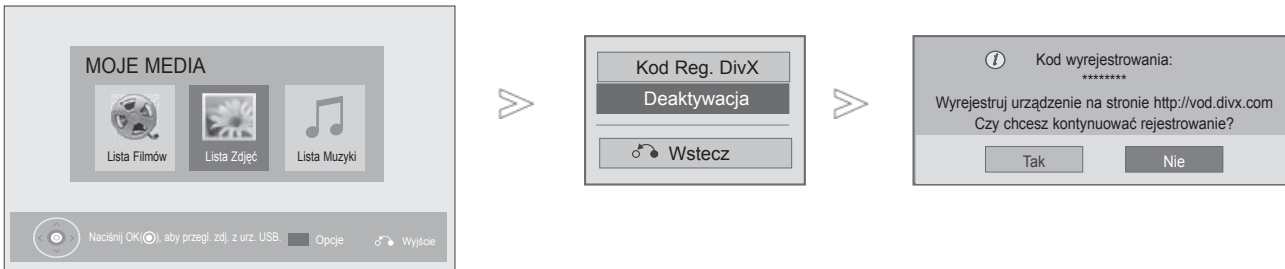 MOJE MEDIA
Lista Filmów
Lista Zdjęć
Lista Muzyki
Naciśnij OK(◉), aby przegl. zdj. z urz. USB.
Opcje
Wyjście
Kod Reg. DivX
Deaktywacja
Wstecz
Kod wyrejestrowania:
********
Wyrejestruj urządzenie na stronie http://vod.divx.com
Czy chcesz kontynuować rejestrowanie?
Tak
Nie